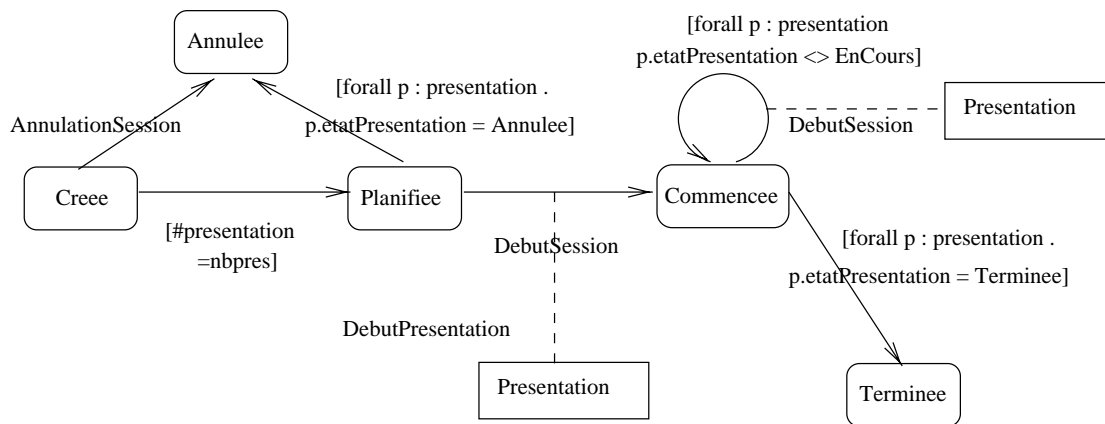 Annulee
[forall p : presentation
p.etatPresentation <> EnCours]
[forall p : presentation .
p.etatPresentation = Annulee]
AnnulationSession
Presentation
DebutSession
Creee
Planifiee
Commencee
[#presentation
=nbpres]
DebutSession
[forall p : presentation .
p.etatPresentation = Terminee]
DebutPresentation
Presentation
Terminee